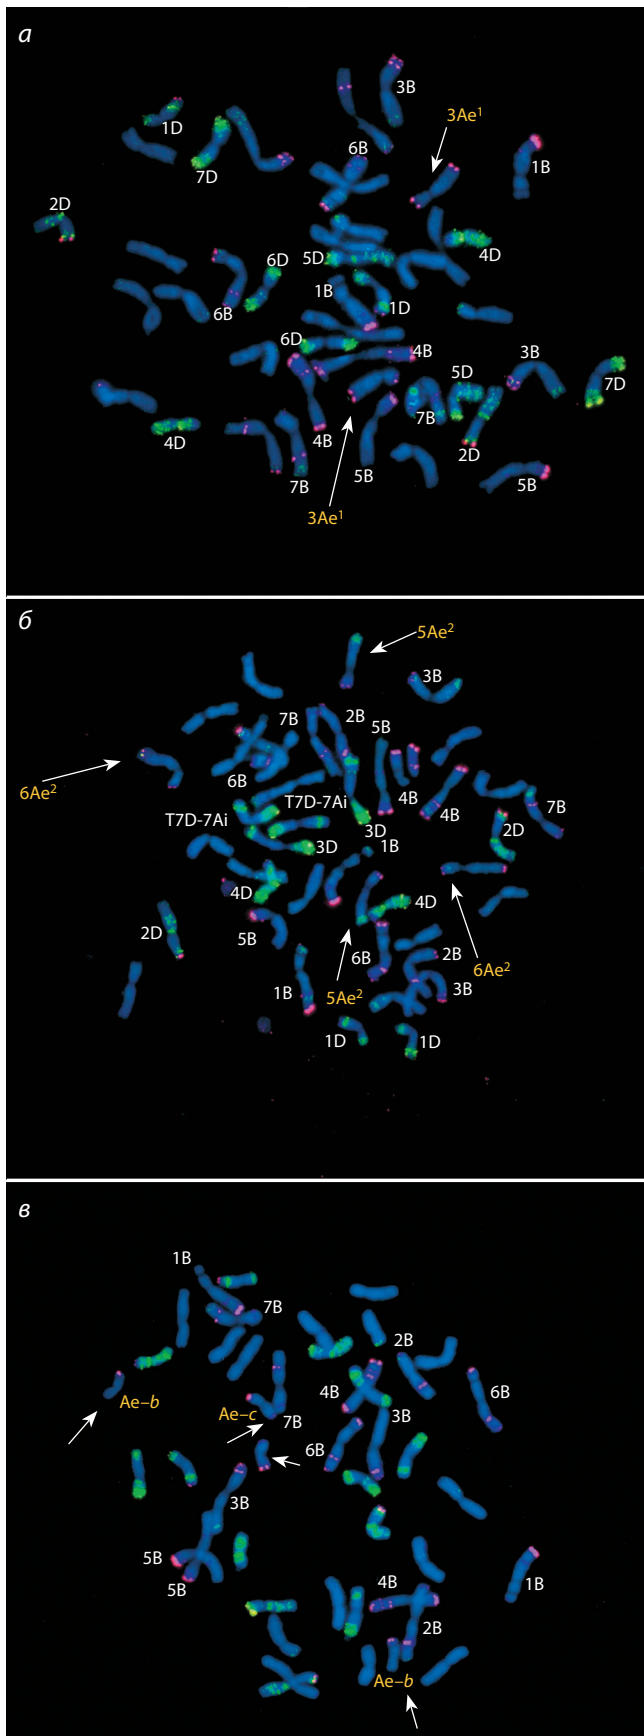 а
3B
3Ae¹
1D
6B
1B
7D
2D
4D
6D
5D
1B
6B
1D
6D
4B
3B
5D
7D
7B
4D
4B
2D
7B
5B
5B
3Ae¹
б
5Ae²
3B
7B
2B
5B
6B
6Ae²
4B
4B
7B
T7D-7Ai
T7D-7Ai
3D
2D
3D
1B
4D
4D
5B
2D
6B
2B
6Ae²
5Ae²
3B
1B
1D
1D
в
1B
7B
2B
4B
6B
Ae–b
Ae–c
7B
3B
6B
3B
5B
5B
1B
4B
2B
Ae–b